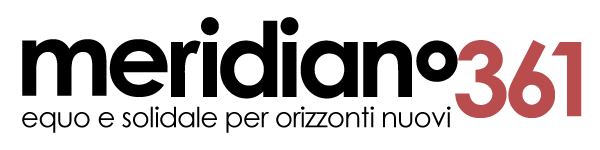 meridiano361
equo e solidale per orizzonti nuovi